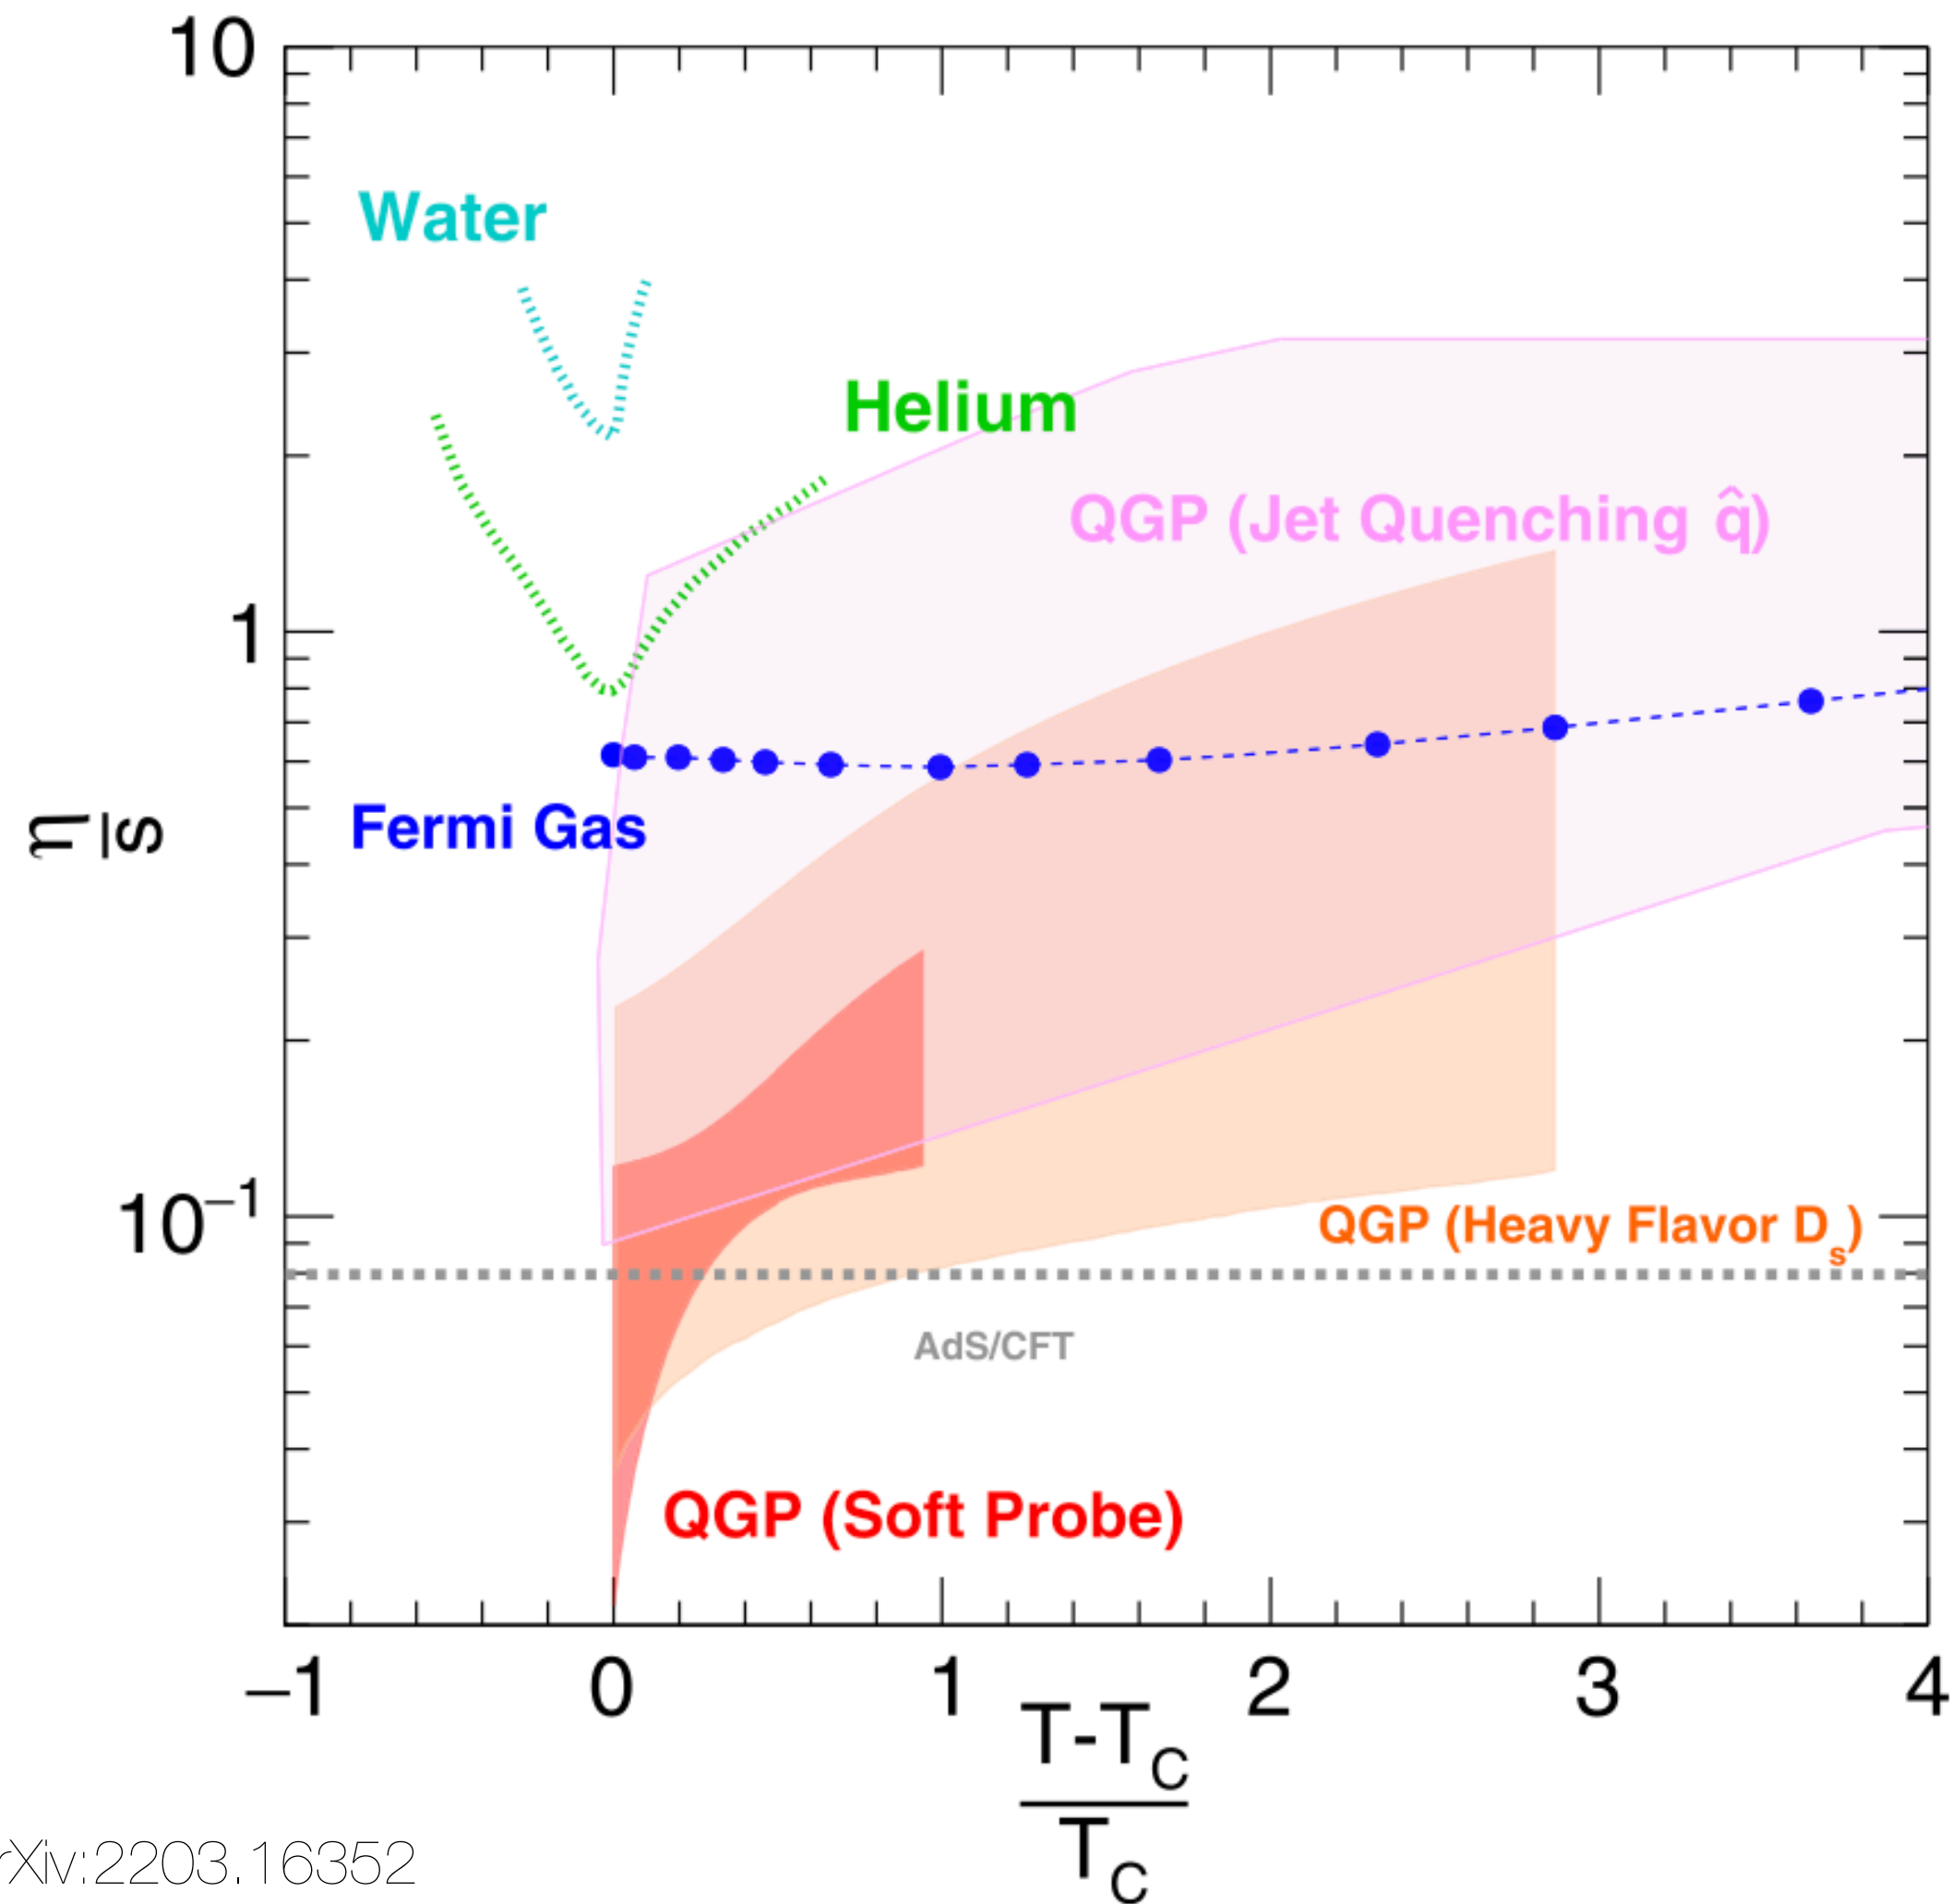 10
Water
Helium
QGP (Jet Quenching q̂)
1
η/s
Fermi Gas
10⁻¹
QGP (Heavy Flavor Dₛ)
AdS/CFT
QGP (Soft Probe)
−1 0 1 2 3 4
T-T_C
T_C
rXiv:2203.16352